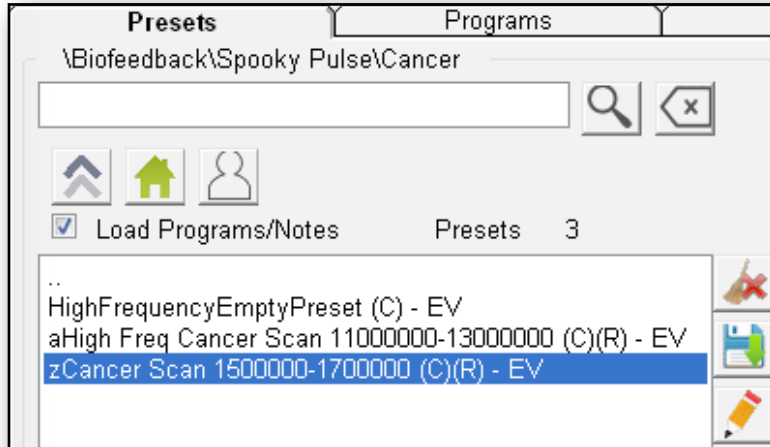 Presets Programs
\Biofeedback\Spooky Pulse\Cancer
Load Programs/Notes Presets 3
..
HighFrequencyEmptyPreset (C) - EV
aHigh Freq Cancer Scan 11000000-13000000 (C)(R) - EV
zCancer Scan 1500000-1700000 (C)(R) - EV